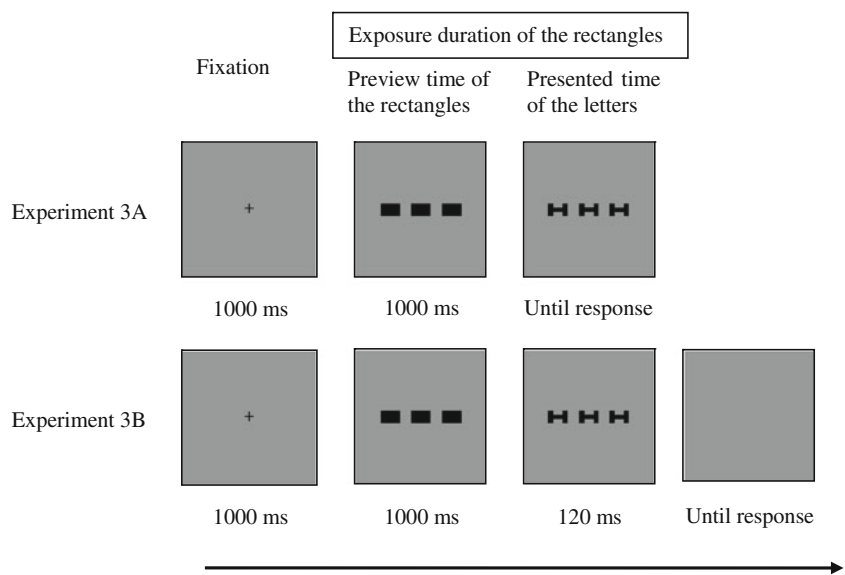 Exposure duration of the rectangles
Fixation
Preview time of
the rectangles
Presented time
of the letters
Experiment 3A
1000 ms
1000 ms
Until response
Experiment 3B
1000 ms
1000 ms
120 ms
Until response